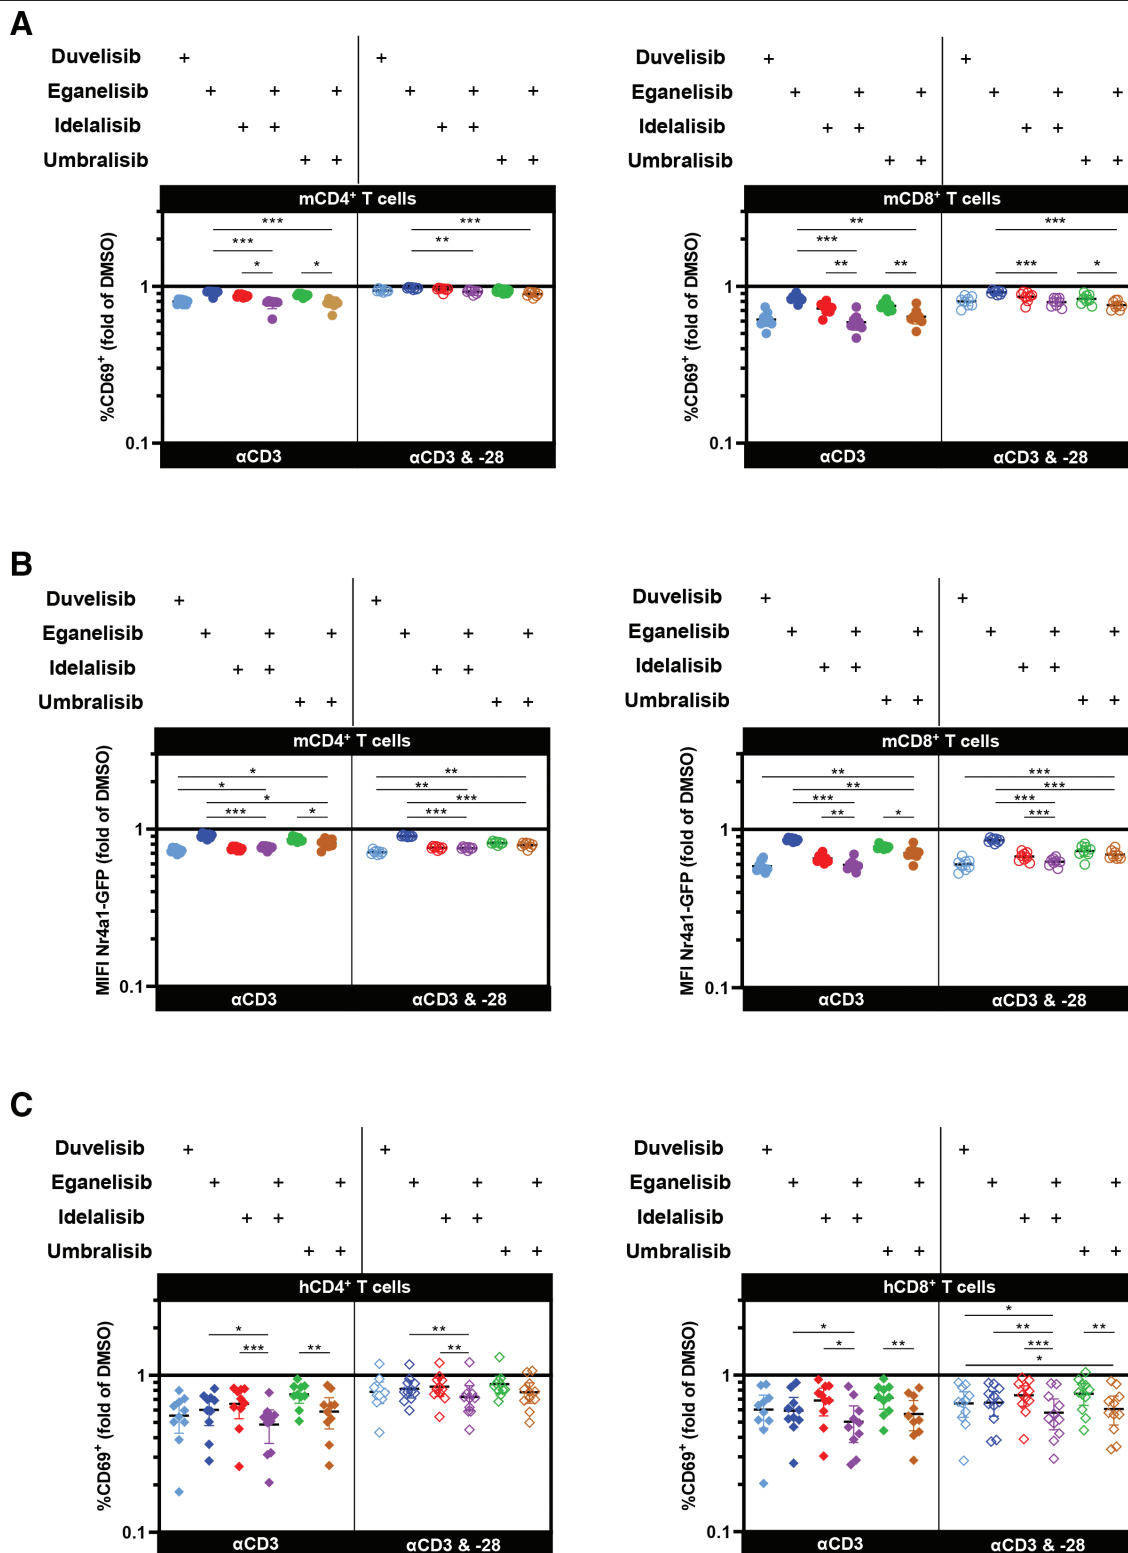 A
Duvelisib + +
Eganelisib + + + + + +
Idelalisib + + + +
Umbralisib + + + +
mCD4+ T cells
*** ***
*** **
* *
%CD69+ (fold of DMSO)
1
0.1
αCD3 αCD3 & -28
Duvelisib + +
Eganelisib + + + + + +
Idelalisib + + + +
Umbralisib + + + +
mCD8+ T cells
** ***
***
** ** *** *
%CD69+ (fold of DMSO)
1
0.1
αCD3 αCD3 & -28
B
Duvelisib + +
Eganelisib + + + + + +
Idelalisib + + + +
Umbralisib + + + +
mCD4+ T cells
* **
* **
* ***
*** * ***
MIFI Nr4a1-GFP (fold of DMSO)
1
0.1
αCD3 αCD3 & -28
Duvelisib + +
Eganelisib + + + + + +
Idelalisib + + + +
Umbralisib + + + +
mCD8+ T cells
** ***
** ***
*** ***
** * ***
MFI Nr4a1-GFP (fold of DMSO)
1
0.1
αCD3 αCD3 & -28
C
Duvelisib + +
Eganelisib + + + + + +
Idelalisib + + + +
Umbralisib + + + +
hCD4+ T cells
* **
*** ** **
%CD69+ (fold of DMSO)
1
0.1
αCD3 αCD3 & -28
Duvelisib + +
Eganelisib + + + + + +
Idelalisib + + + +
Umbralisib + + + +
hCD8+ T cells
*
* ** **
* ** ***
*
%CD69+ (fold of DMSO)
1
0.1
αCD3 αCD3 & -28